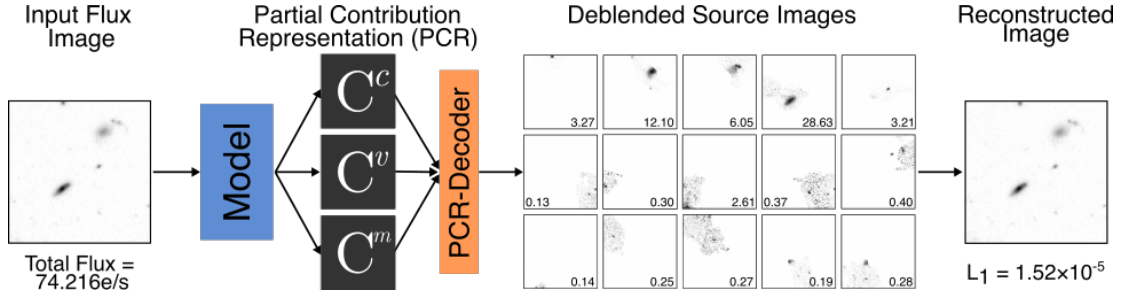 Input Flux
Image
Partial Contribution
Representation (PCR)
Deblended Source Images
Reconstructed
Image
Model
C^c
C^v
C^m
PCR-Decoder
3.27 12.10 6.05 28.63 3.21
0.13 0.30 2.61 0.37 0.40
0.14 0.25 0.27 0.19 0.28
Total Flux =
74.216e/s
L₁ = 1.52×10⁻⁵